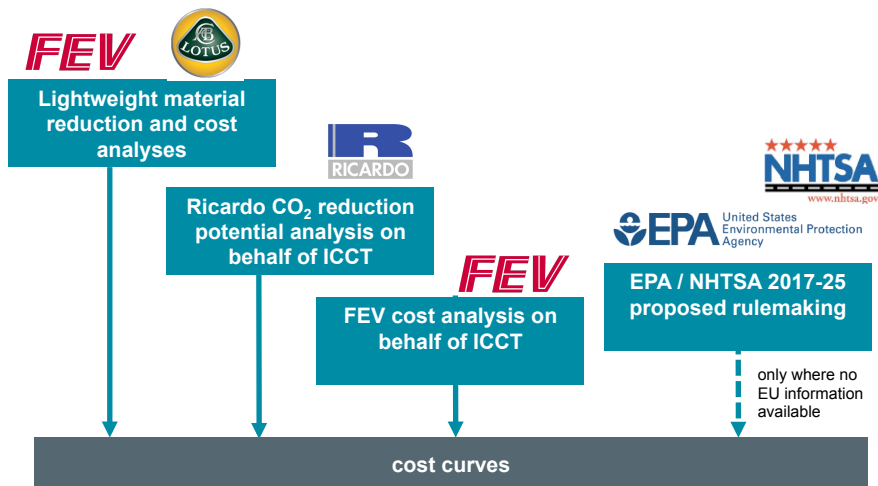 FEV
LOTUS
Lightweight material
reduction and cost
analyses
R
RICARDO
Ricardo CO₂ reduction
potential analysis on
behalf of ICCT
FEV
FEV cost analysis on
behalf of ICCT
NHTSA
www.nhtsa.gov
EPA
United States
Environmental Protection
Agency
EPA / NHTSA 2017-25
proposed rulemaking
only where no
EU information
available
cost curves